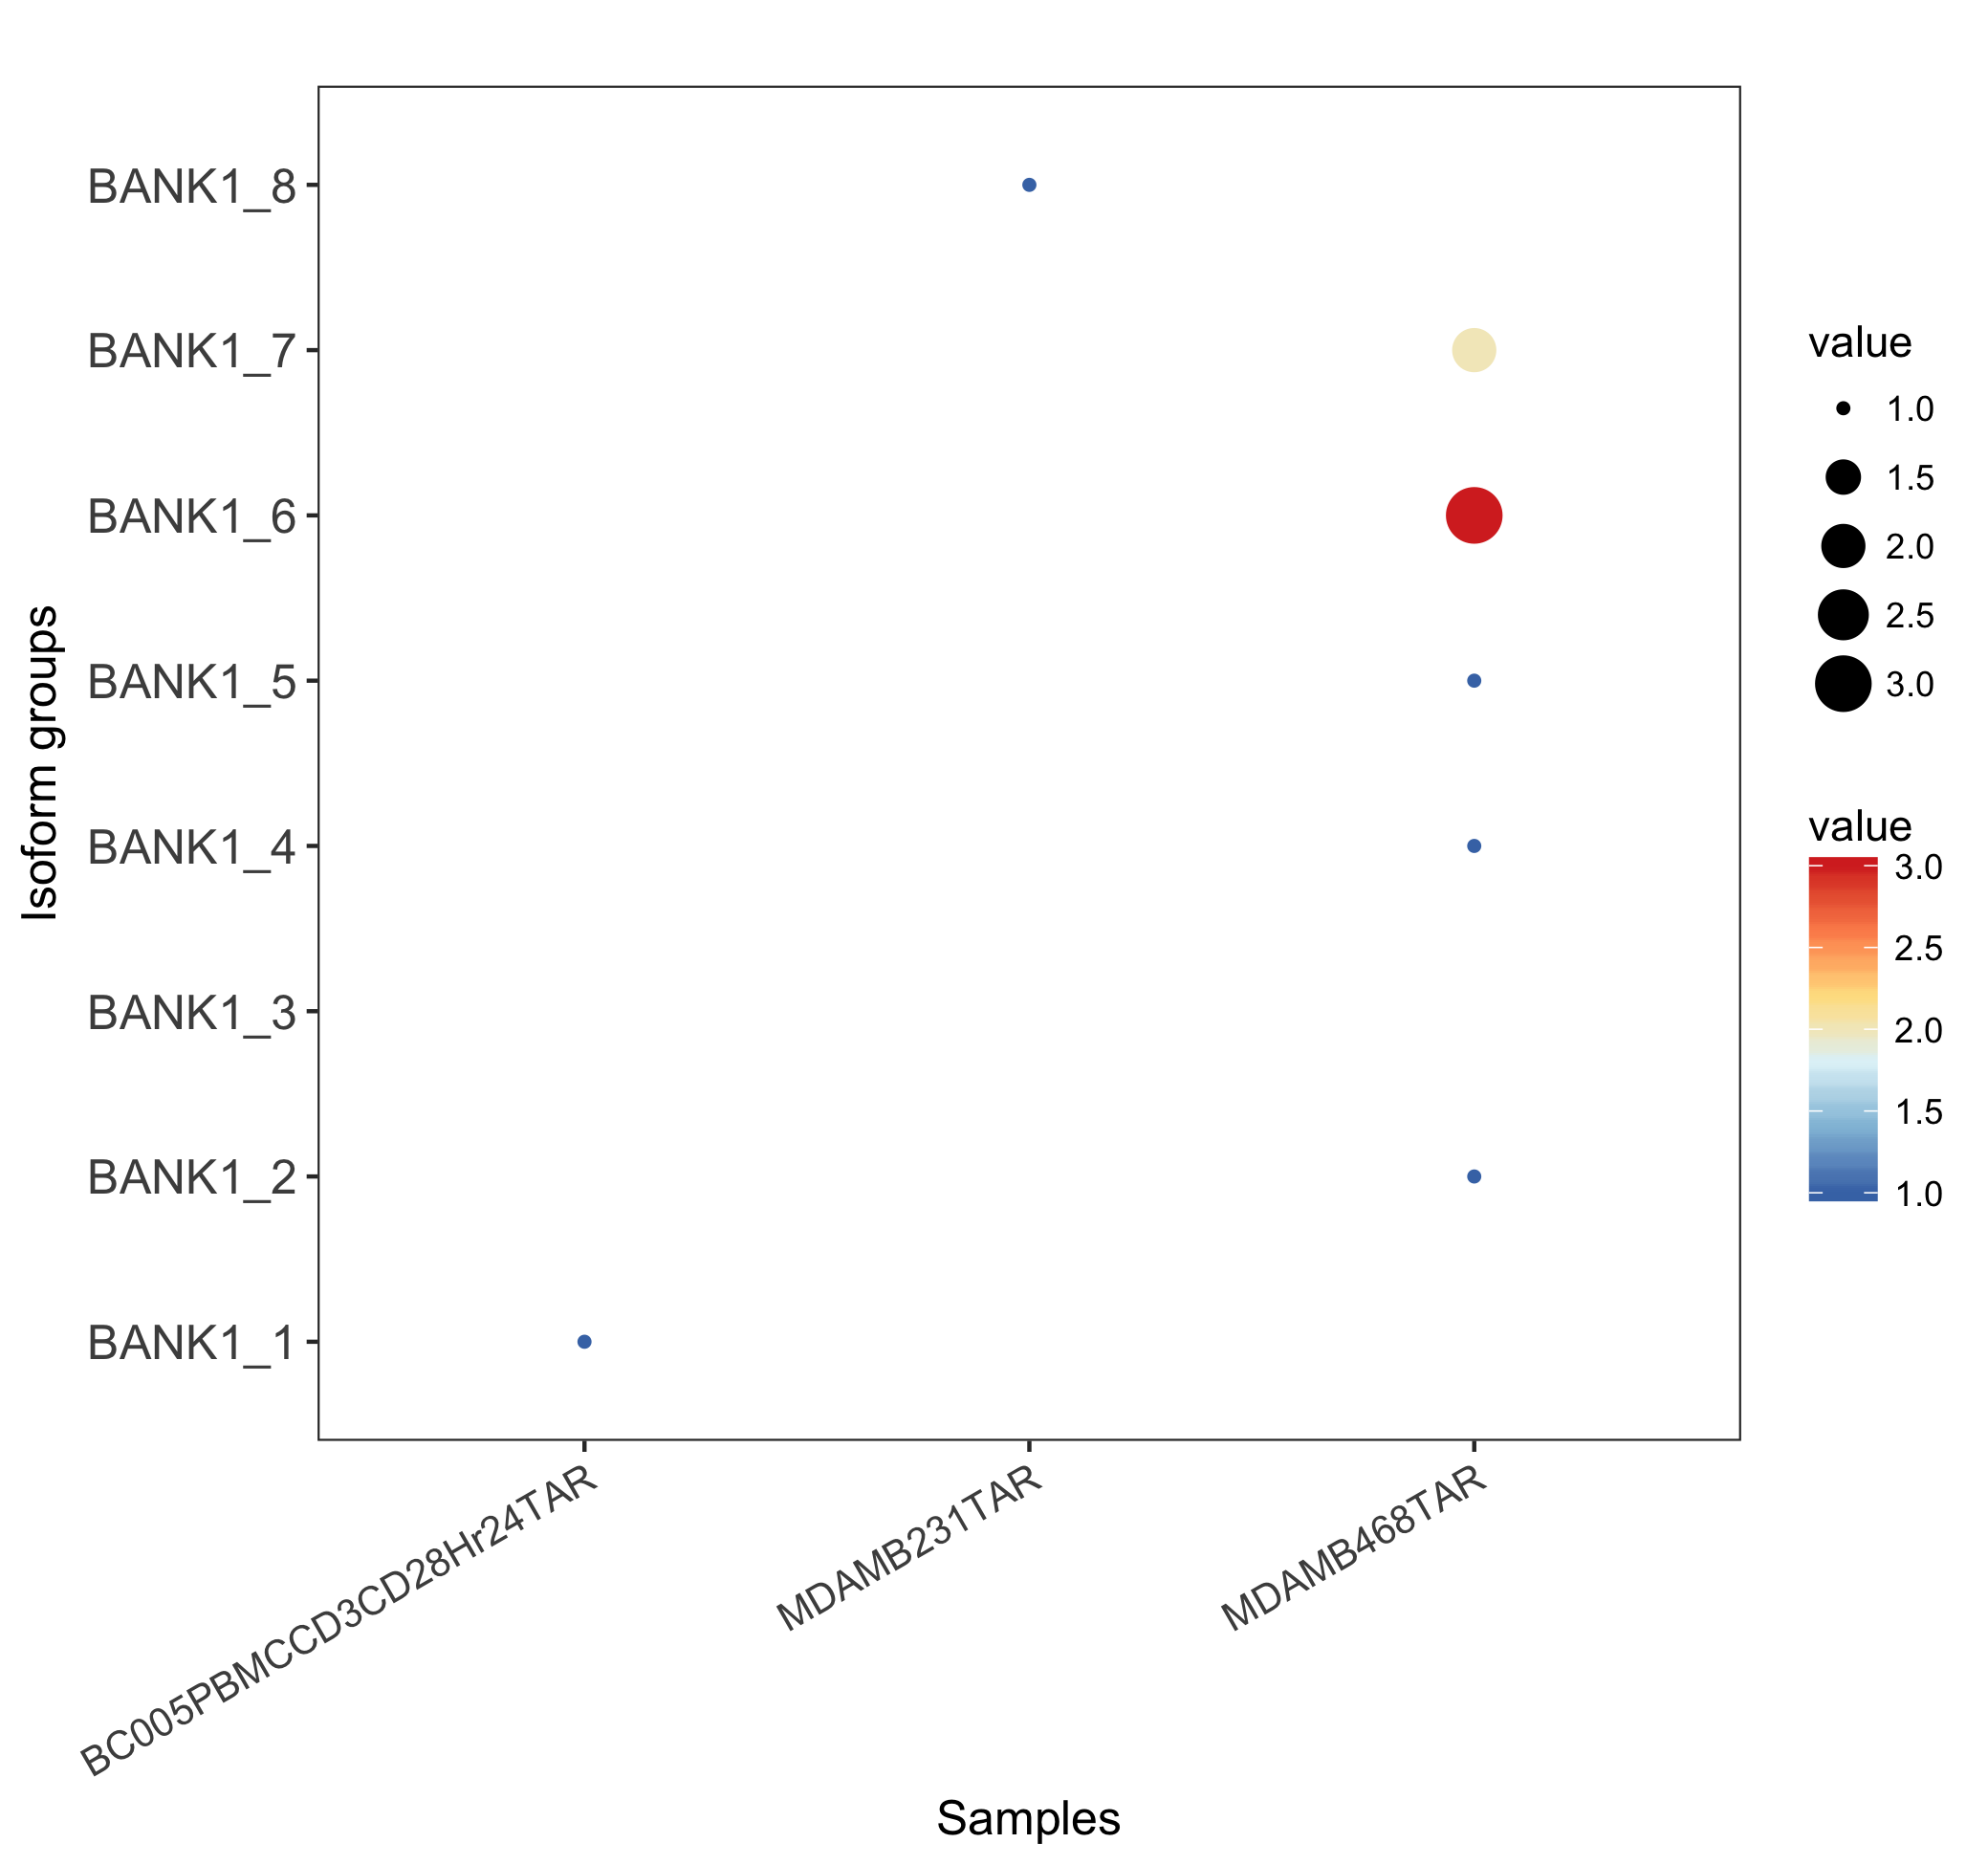 BANK1_8
BANK1_7
BANK1_6
BANK1_5
BANK1_4
BANK1_3
BANK1_2
BANK1_1
Isoform groups
BC005PBMCCD3CD28Hr24TAR
MDAMB231TAR
MDAMB468TAR
Samples
value
1.0
1.5
2.0
2.5
3.0
value
3.0
2.5
2.0
1.5
1.0